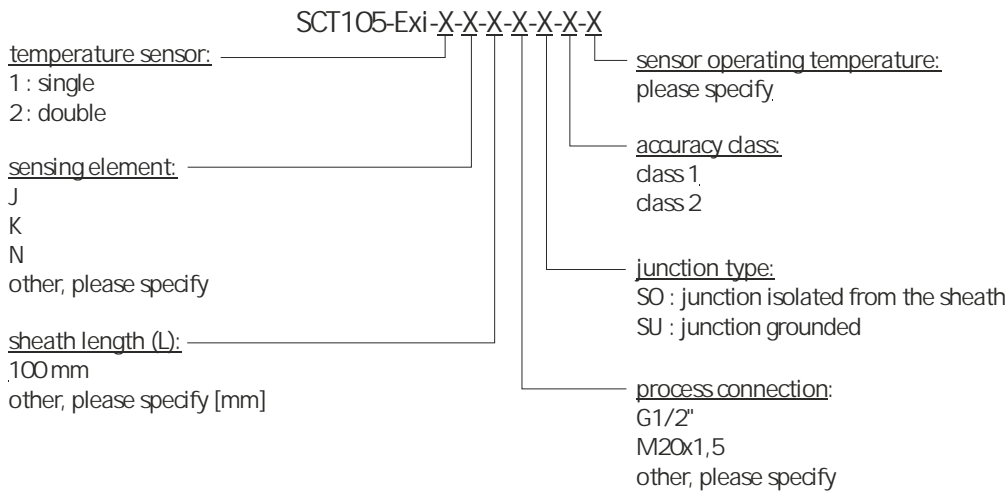 SCT105-Exi-X-X-X-X-X-X-X
temperature sensor:
1 : single
2 : double
sensing element:
J
K
N
other, please specify
sheath length (L):
100 mm
other, please specify [mm]
sensor operating temperature:
please specify
accuracy class:
class 1
class 2
junction type:
SO : junction isolated from the sheath
SU : junction grounded
process connection:
G1/2"
M20x1,5
other, please specify